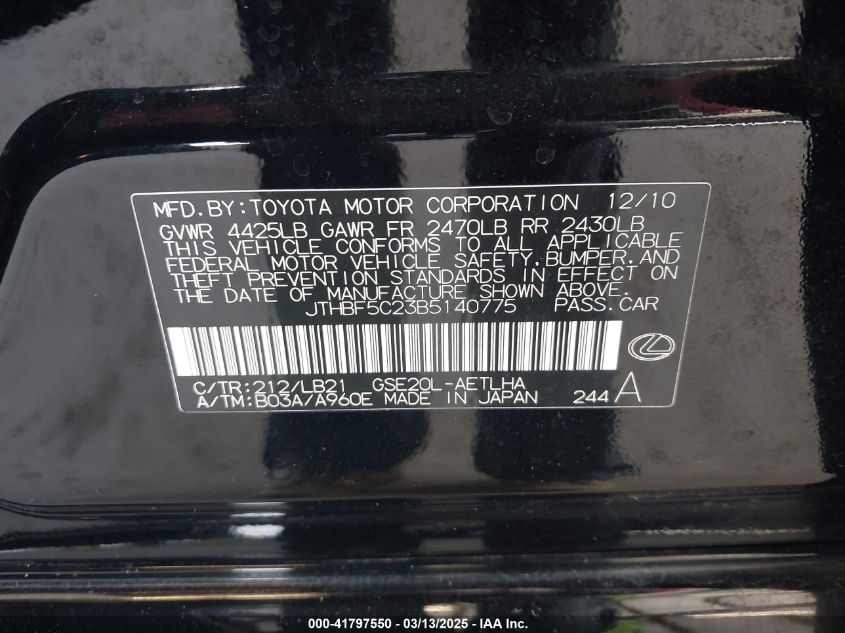 MFD.BY:TOYOTA MOTOR CORPORATION 12/10
GVWR 4425LB GAWR FR 2470LB RR 2430LB
THIS VEHICLE CONFORMS TO ALL APPLICABLE
FEDERAL MOTOR VEHICLE SAFETY,BUMPER,AND
THEFT PREVENTION STANDARDS IN EFFECT ON
THE DATE OF MANUFACTURE SHOWN ABOVE.
JTHBF5C23B5140775 PASS.CAR
C/TR:212/LB21 GSE20L-AETLHA
A/TM:B03A/A960E MADE IN JAPAN 244 A
000-41797550 - 03/13/2025 - IAA Inc.